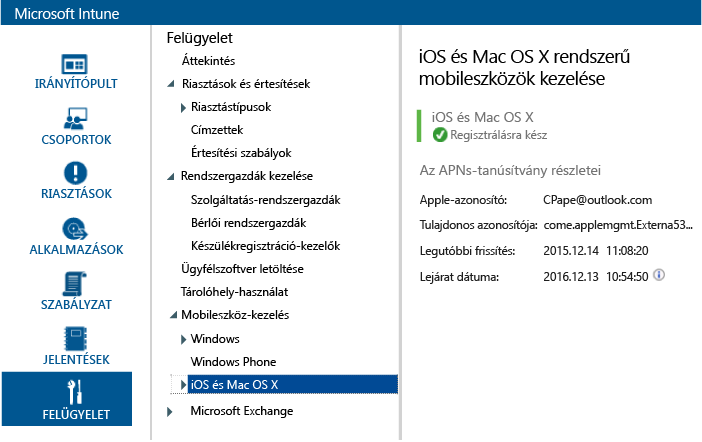 Microsoft Intune
IRÁNYÍTÓPULT
CSOPORTOK
RIASZTÁSOK
ALKALMAZÁSOK
SZABÁLYZAT
JELENTÉSEK
FELÜGYELET
Felügyelet
Áttekintés
Riasztások és értesítések
Riasztástípusok
Címzettek
Értesítési szabályok
Rendszergazdák kezelése
Szolgáltatás-rendszergazdák
Bérlői rendszergazdák
Készülékregisztráció-kezelők
Ügyfélszoftver letöltése
Tárolóhely-használat
Mobileszköz-kezelés
Windows
Windows Phone
iOS és Mac OS X
Microsoft Exchange
iOS és Mac OS X rendszerű
mobileszközök kezelése
iOS és Mac OS X
Regisztrálásra kész
Az APNs-tanúsítvány részletei
Apple-azonosító: CPape@outlook.com
Tulajdonos azonosítója: come.applemgmt.Externa53...
Legutóbbi frissítés: 2015.12.14 11:08:20
Lejárat dátuma: 2016.12.13 10:54:50